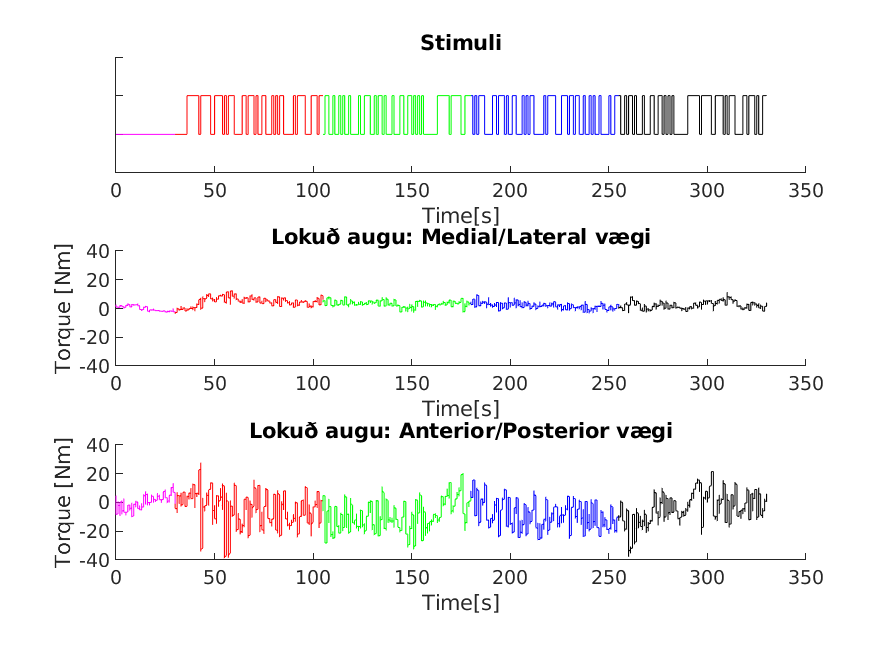 Stimuli
0 50 100 150 200 250 300 350
Time[s]
Lokuð augu: Medial/Lateral vægi
Torque [Nm]
40
20
0
-20
-40
0 50 100 150 200 250 300 350
Time[s]
Lokuð augu: Anterior/Posterior vægi
Torque [Nm]
40
20
0
-20
-40
0 50 100 150 200 250 300 350
Time[s]